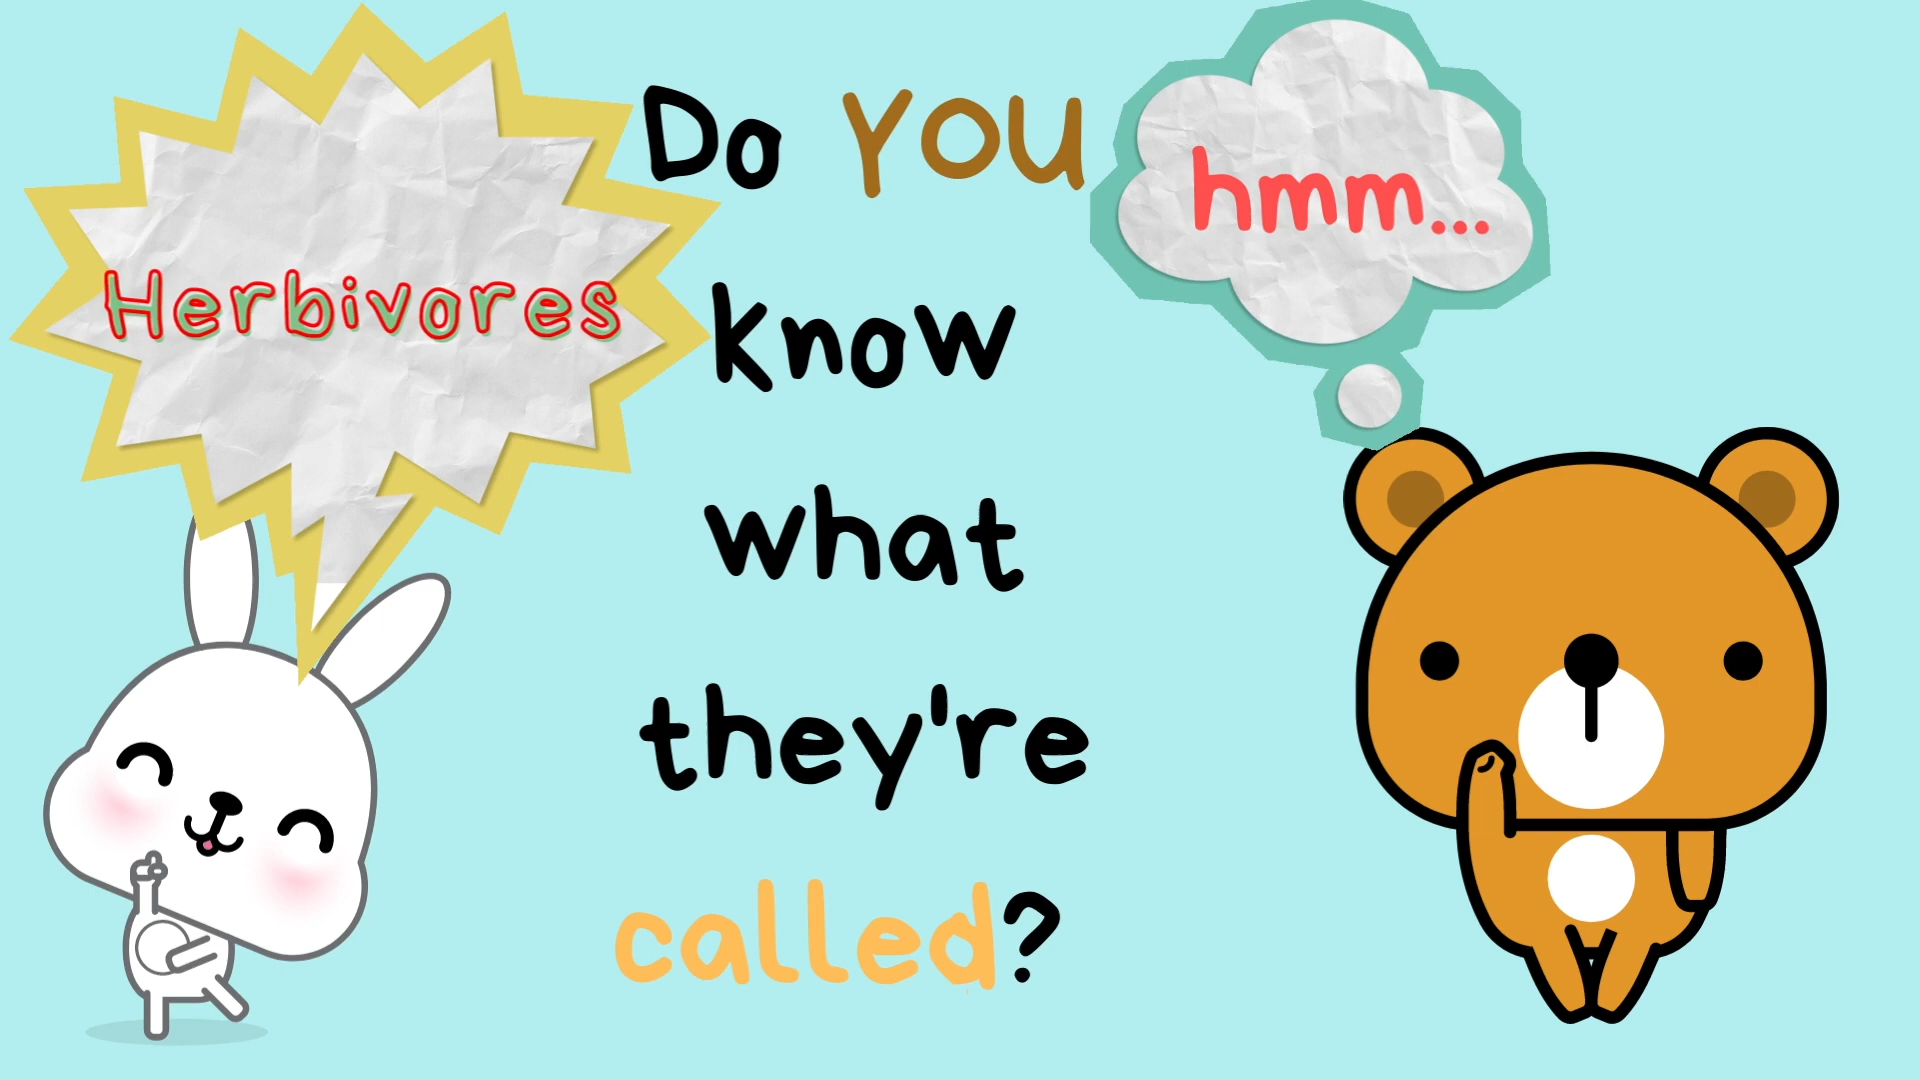 Do YOU
know
what
they're
called?
Herbivores
hmm...